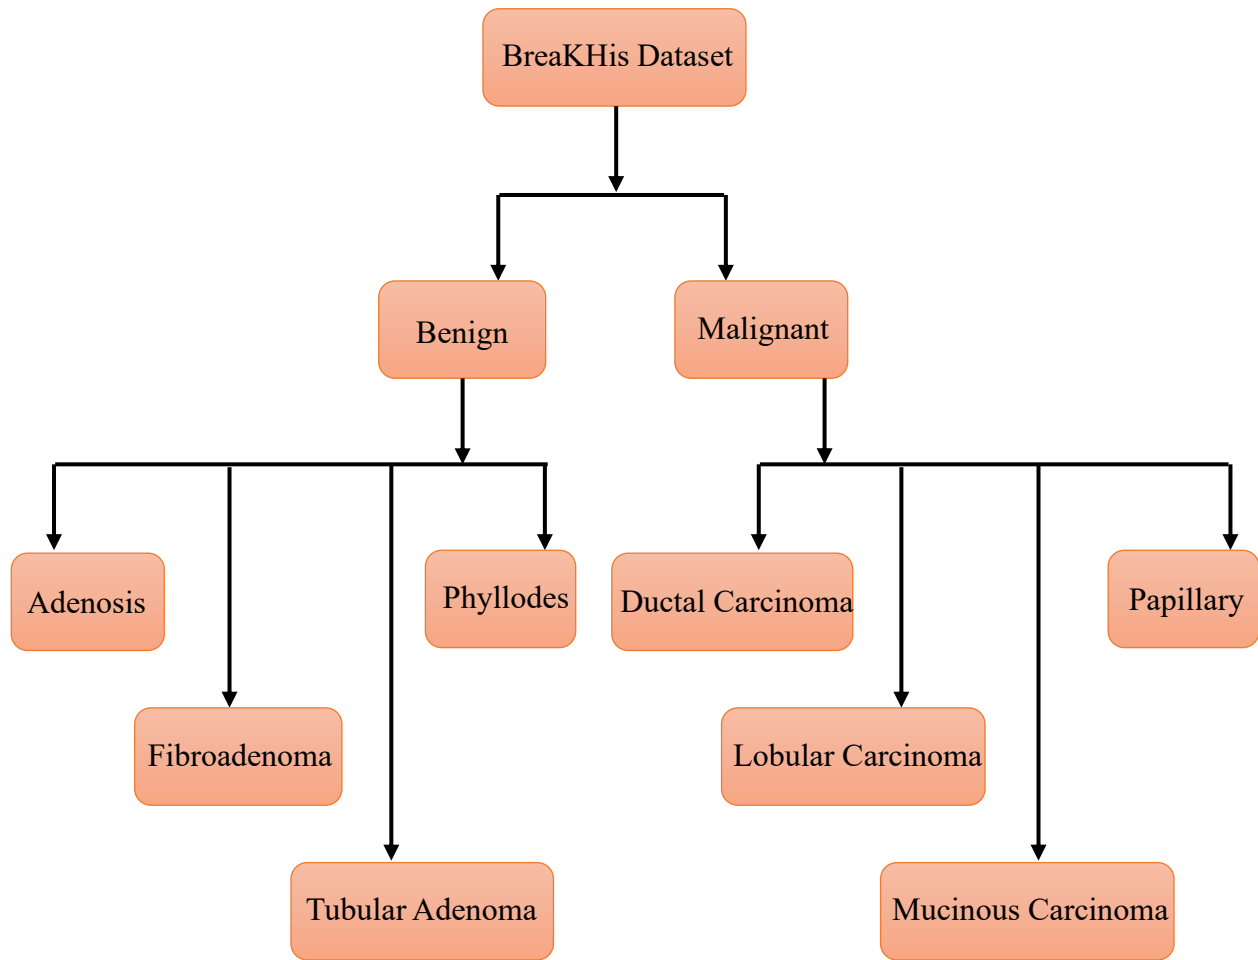 BreaKHis Dataset
Benign
Malignant
Adenosis
Phyllodes
Ductal Carcinoma
Papillary
Fibroadenoma
Lobular Carcinoma
Tubular Adenoma
Mucinous Carcinoma